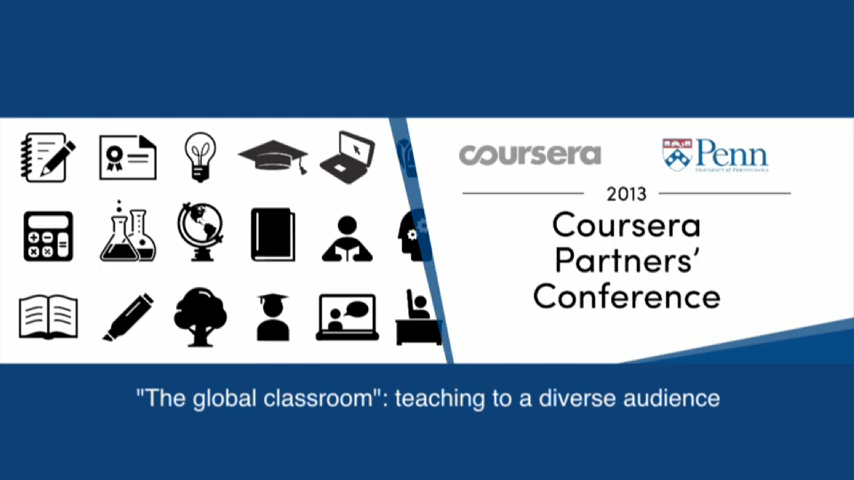 coursera
Penn
UNIVERSITY of PENNSYLVANIA
2013
Coursera
Partners'
Conference
"The global classroom": teaching to a diverse audience